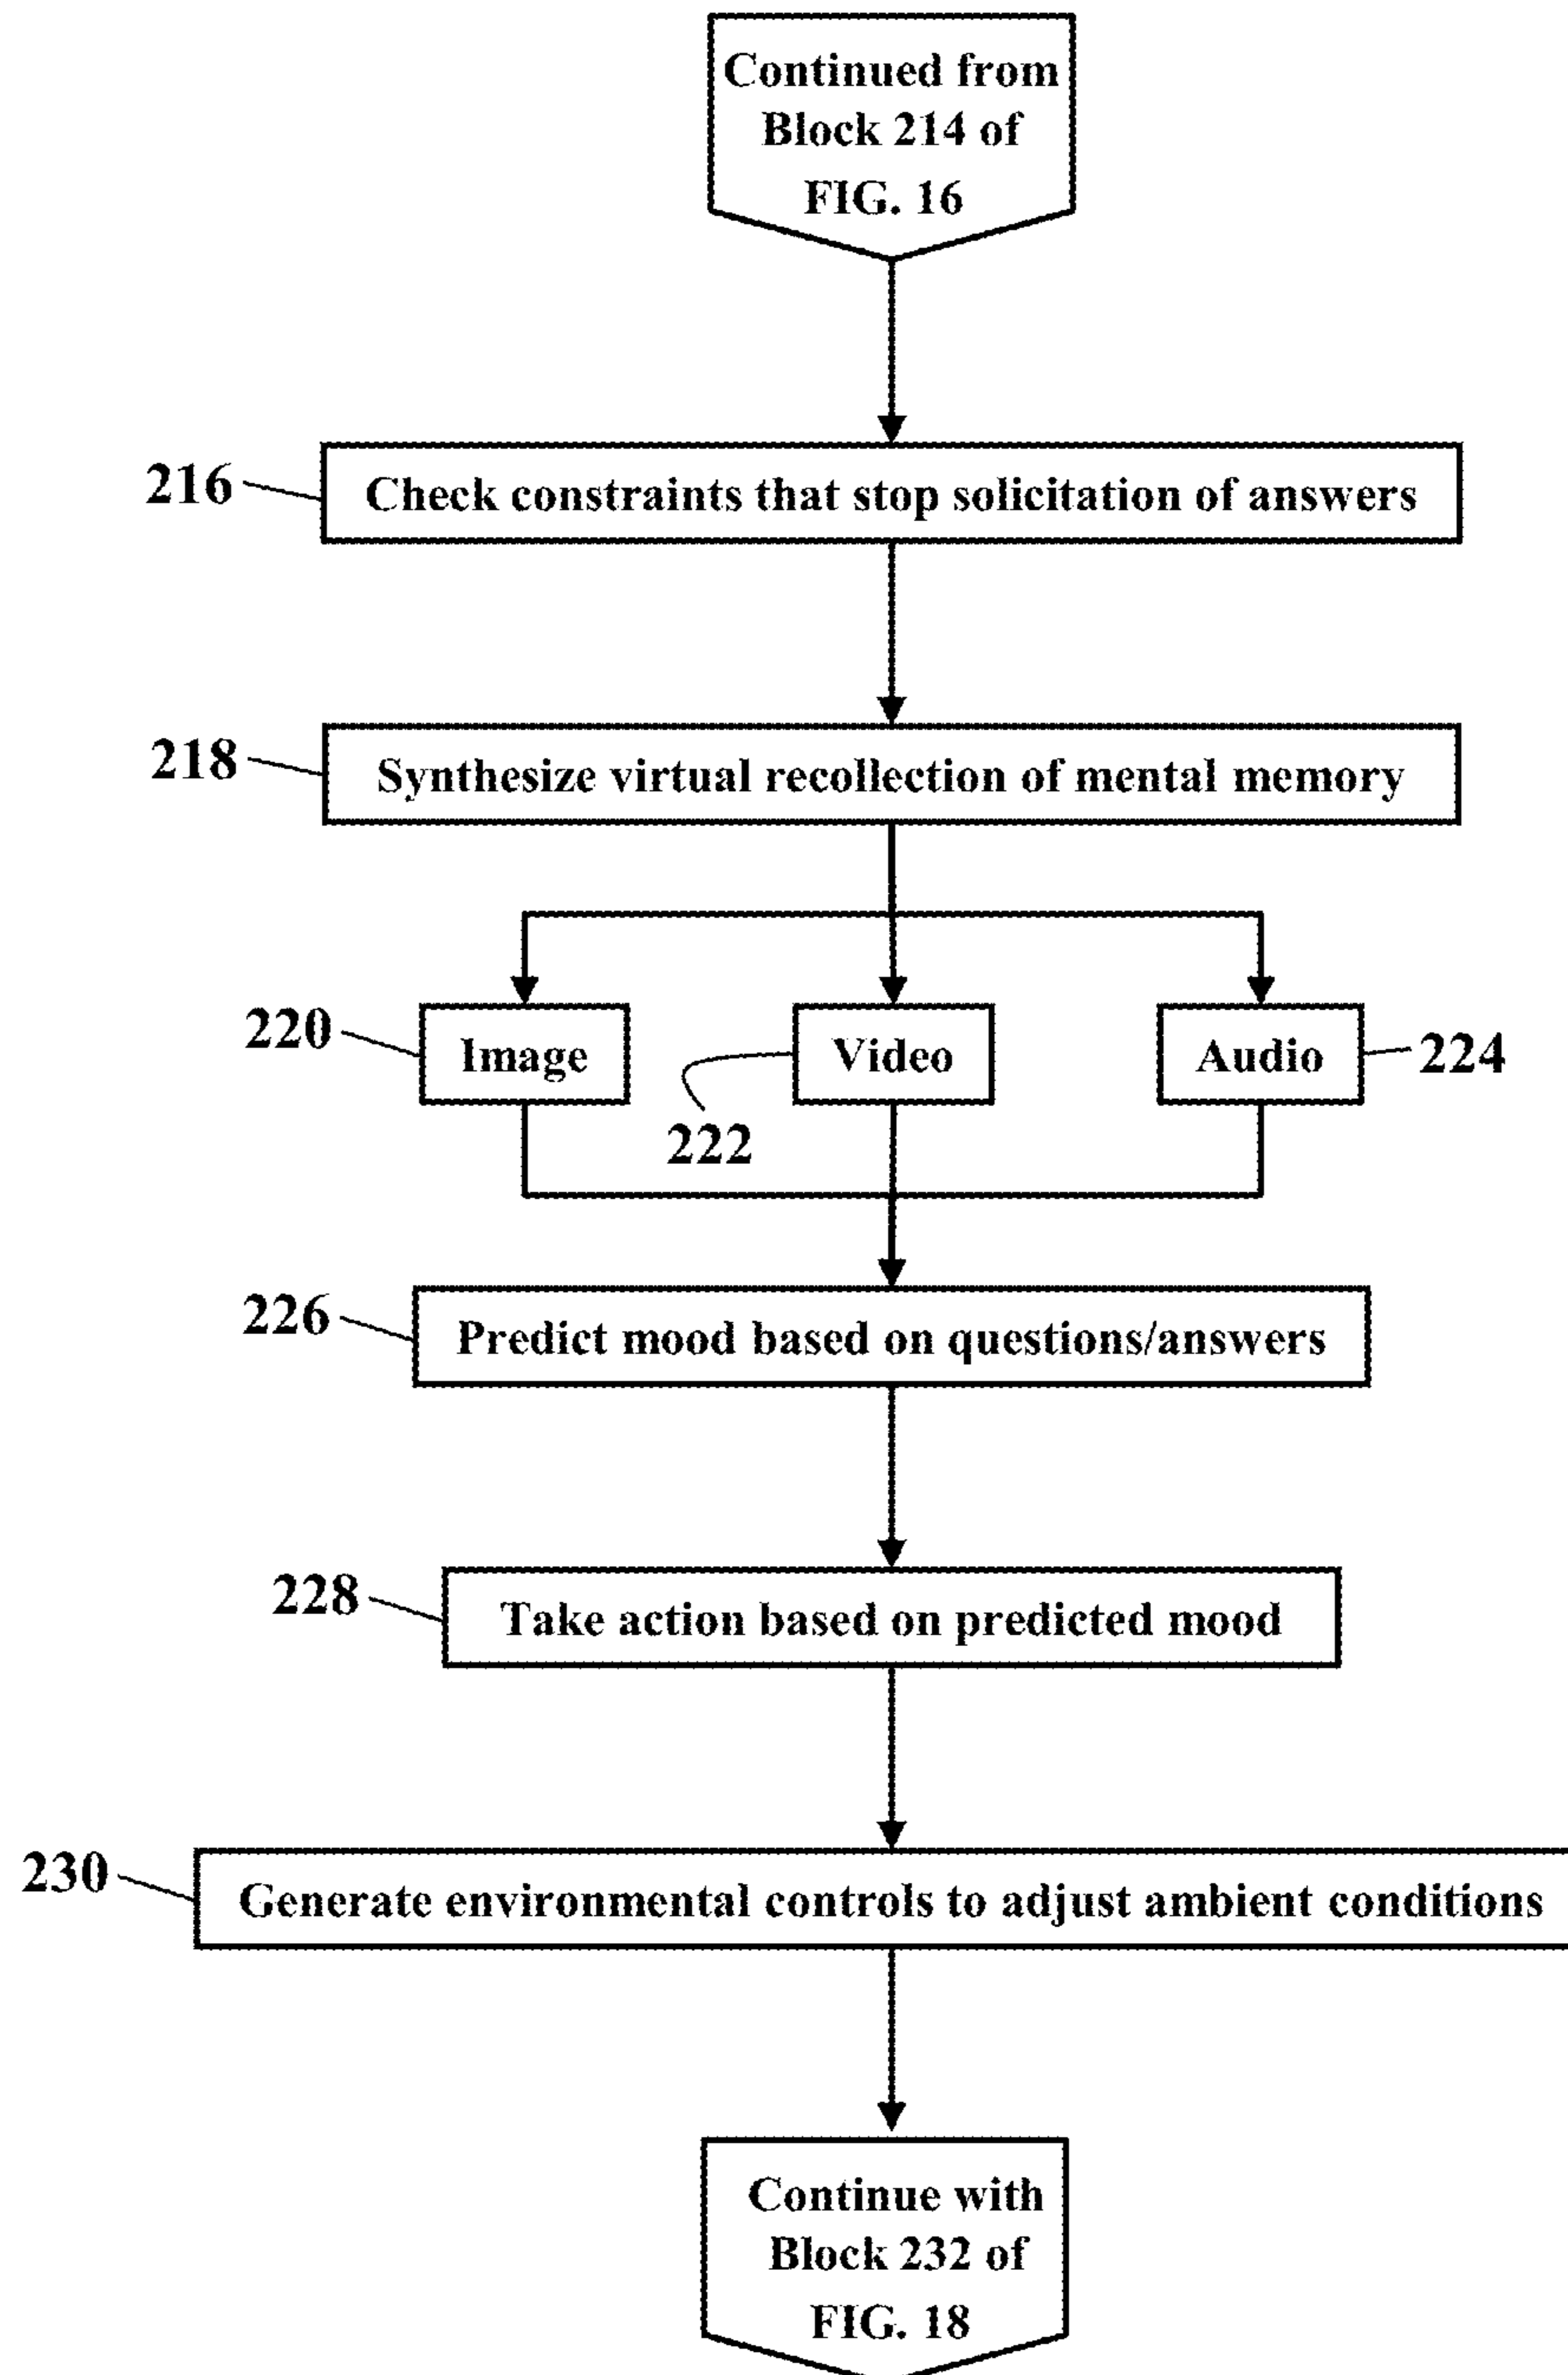 Continued from
Block 214 of
FIG. 16
216
Check constraints that stop solicitation of answers
218
Synthesize virtual recollection of mental memory
220
Image
Video
Audio
224
222
226
Predict mood based on questions/answers
228
Take action based on predicted mood
230
Generate environmental controls to adjust ambient conditions
Continue with
Block 232 of
FIG. 18